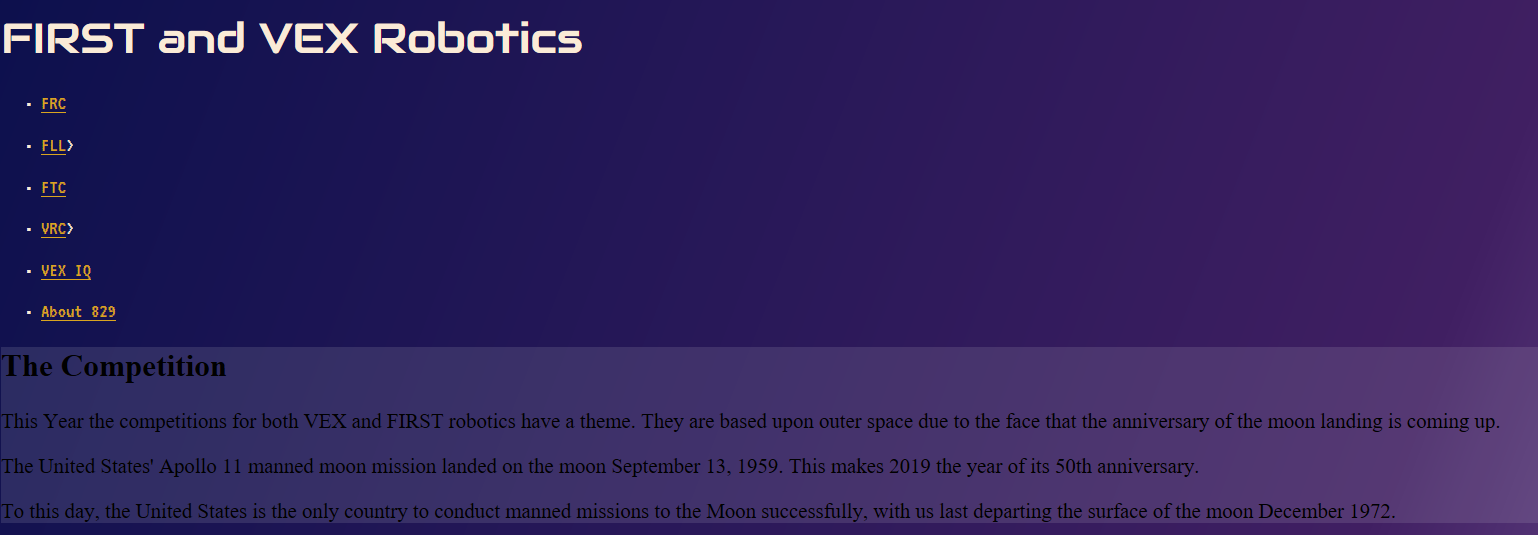 FIRST and VEX Robotics
FRC
FLL>
FTC
VRC>
VEX IQ
About 829
The Competition
This Year the competitions for both VEX and FIRST robotics have a theme. They are based upon outer space due to the face that the anniversary of the moon landing is coming up.
The United States' Apollo 11 manned moon mission landed on the moon September 13, 1959. This makes 2019 the year of its 50th anniversary.
To this day, the United States is the only country to conduct manned missions to the Moon successfully, with us last departing the surface of the moon December 1972.